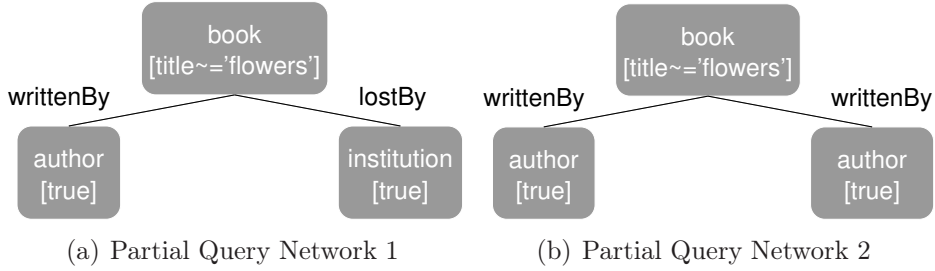 book
[title~='flowers']
writtenBy
lostBy
author
[true]
institution
[true]
(a) Partial Query Network 1
book
[title~='flowers']
writtenBy
writtenBy
author
[true]
author
[true]
(b) Partial Query Network 2